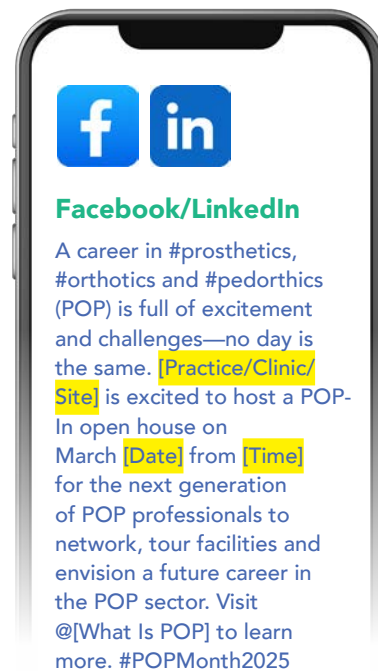 f in
Facebook/LinkedIn
A career in #prosthetics,
#orthotics and #pedorthics
(POP) is full of excitement
and challenges—no day is
the same. [Practice/Clinic/
Site] is excited to host a POP-
In open house on
March [Date] from [Time]
for the next generation
of POP professionals to
network, tour facilities and
envision a future career in
the POP sector. Visit
@[What Is POP] to learn
more. #POPMonth2025